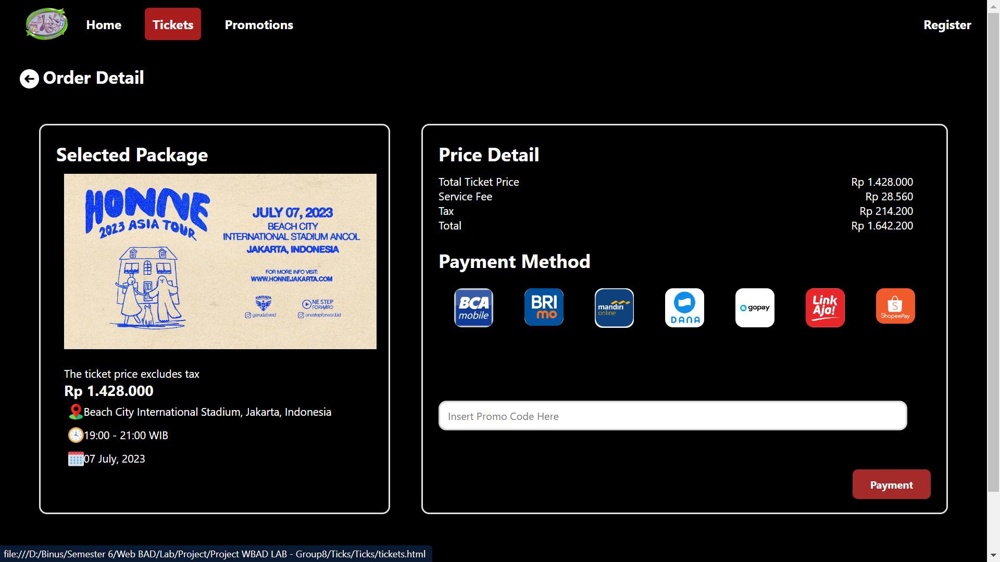 Home
Tickets
Promotions
Register
Order Detail
Selected Package
HONNE
2023 ASIA TOUR
JULY 07, 2023
BEACH CITY
INTERNATIONAL STADIUM ANCOL
JAKARTA, INDONESIA
FOR MORE INFO VISIT:
WWW.HONNEJAKARTA.COM
GARUDA
garudaliveid
ONE STEP
FORWARD
onestepforward.id
The ticket price excludes tax
Rp 1.428.000
Beach City International Stadium, Jakarta, Indonesia
19:00 - 21:00 WIB
07 July, 2023
Price Detail
Total Ticket Price Rp 1.428.000
Service Fee Rp 28.560
Tax Rp 214.200
Total Rp 1.642.200
Payment Method
BCA
mobile
BRI
mo
mandiri
online
DANA
gopay
Link
Aja!
S
ShopeePay
Insert Promo Code Here
Payment
file:///D:/Binus/Semester 6/Web BAD/Lab/Project/Project WBAD LAB - Group8/Ticks/Ticks/tickets.html